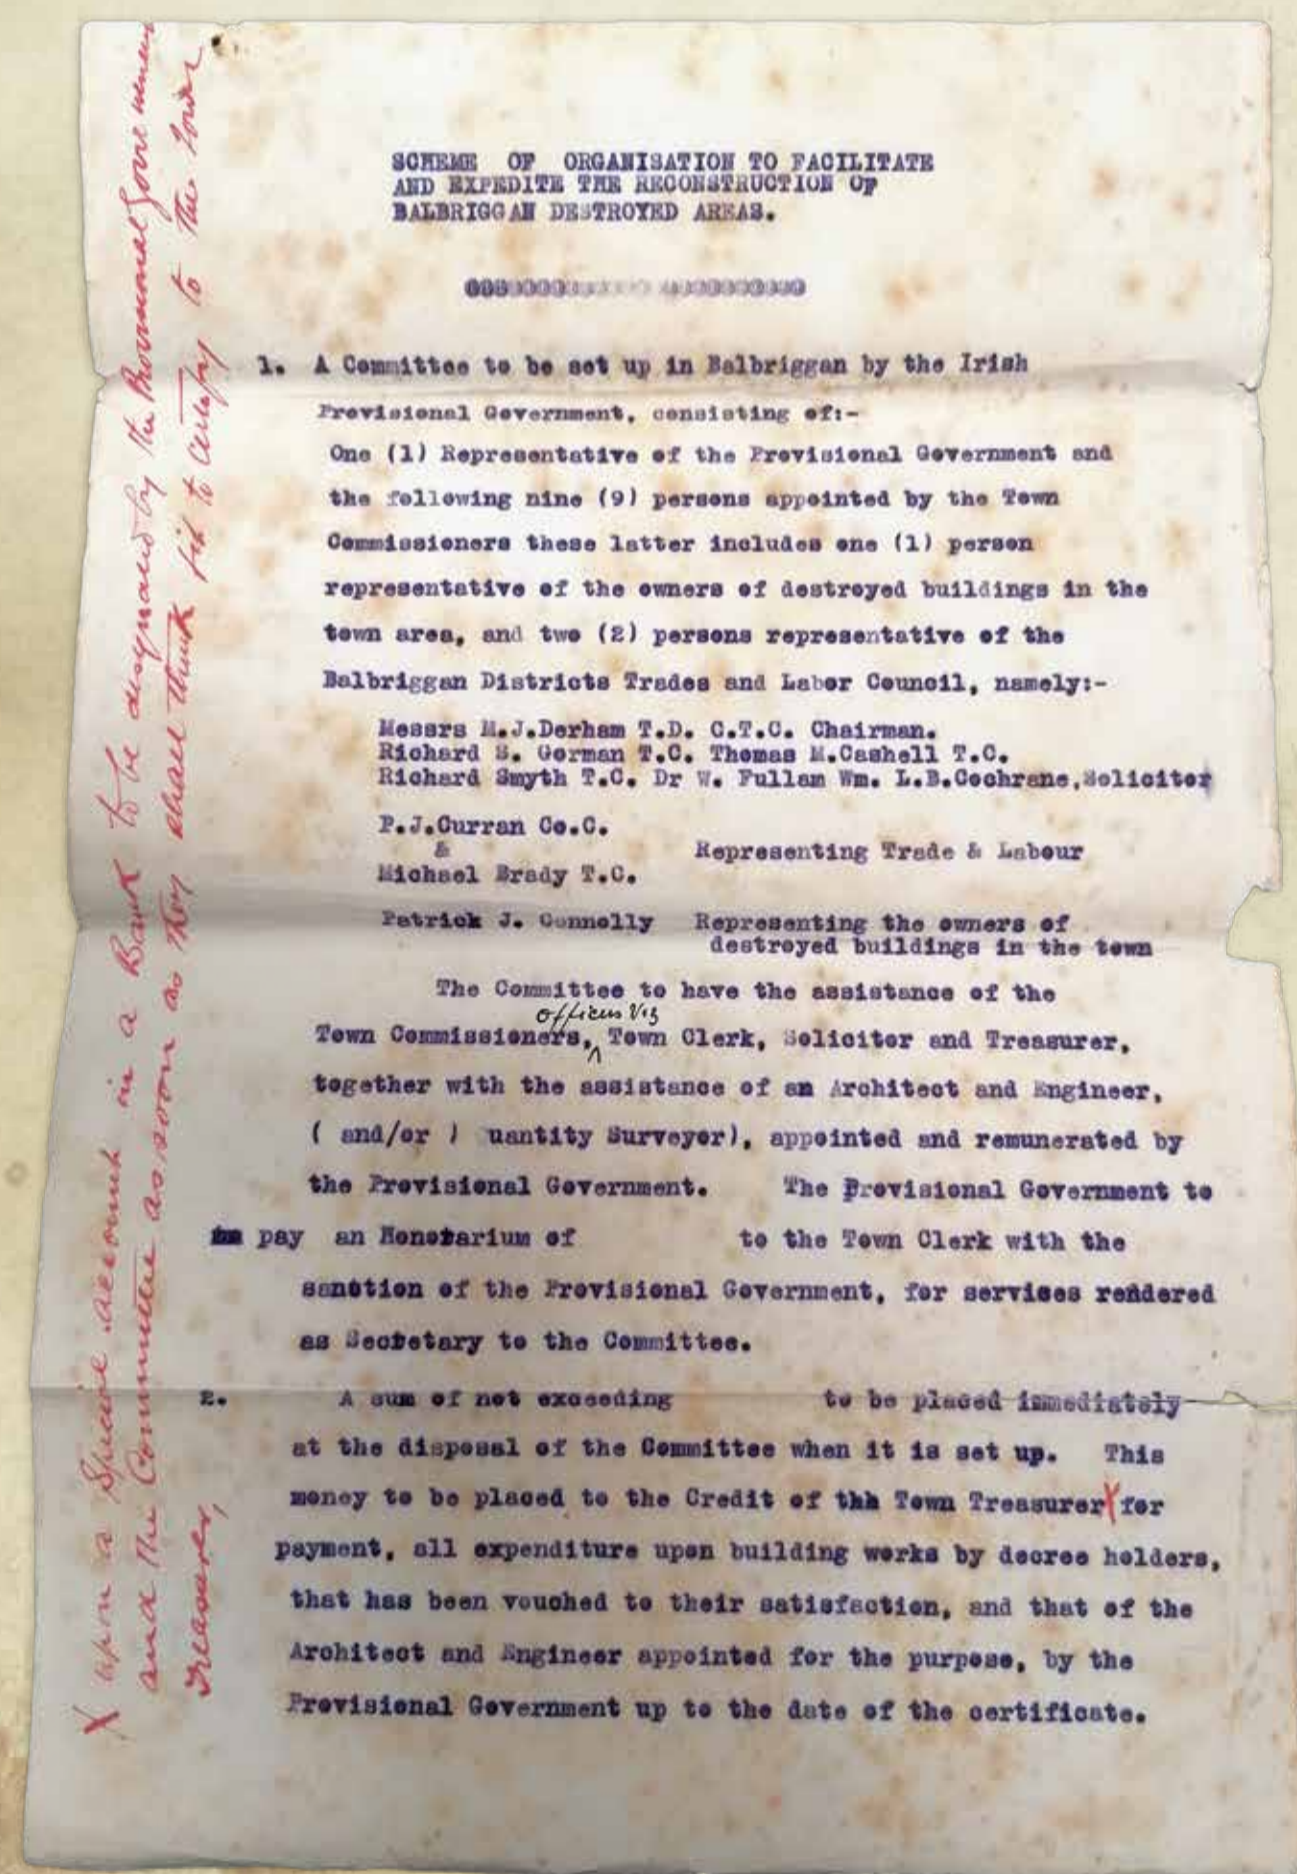 SCHEME OF ORGANISATION TO FACILITATE
AND EXPEDITE THE RECONSTRUCTION OF
BALBRIGGAN DESTROYED AREAS.
1. A Committee to be set up in Balbriggan by the Irish
Provisional Government, consisting of:-
One (1) Representative of the Provisional Government and
the following nine (9) persons appointed by the Town
Commissioners these latter includes one (1) person
representative of the owners of destroyed buildings in the
town area, and two (2) persons representative of the
Balbriggan Districts Trades and Labor Council, namely:-
Messrs M.J.Derham T.D. C.T.C. Chairman.
Richard S. Gorman T.C. Thomas M.Cashell T.C.
Richard Smyth T.C. Dr W. Fullam Wm. L.B.Cochrane,Solicitor
P.J.Curran Co.C.
&
Representing Trade & Labour
Michael Brady T.C.
Patrick J. Connolly Representing the owners of
destroyed buildings in the town
The Committee to have the assistance of the
officers Viz
Town Commissioners, Town Clerk, Solicitor and Treasurer,
together with the assistance of an Architect and Engineer,
( and/or ) uantity Surveyor), appointed and remunerated by
the Provisional Government. The Provisional Government to
pay an Honorarium of to the Town Clerk with the
sanction of the Provisional Government, for services rendered
as Secretary to the Committee.
2. A sum of not exceeding to be placed immediately
at the disposal of the Committee when it is set up. This
money to be placed to the Credit of thh Town Treasurer X for
payment, all expenditure upon building works by decree holders,
that has been vouched to their satisfaction, and that of the
Architect and Engineer appointed for the purpose, by the
Provisional Government up to the date of the certificate.
X upon a Special account in a Bank to be designated by the Provisional Government
and the Committee as soon as they shall think fit to certify to the Town
Treasurer,